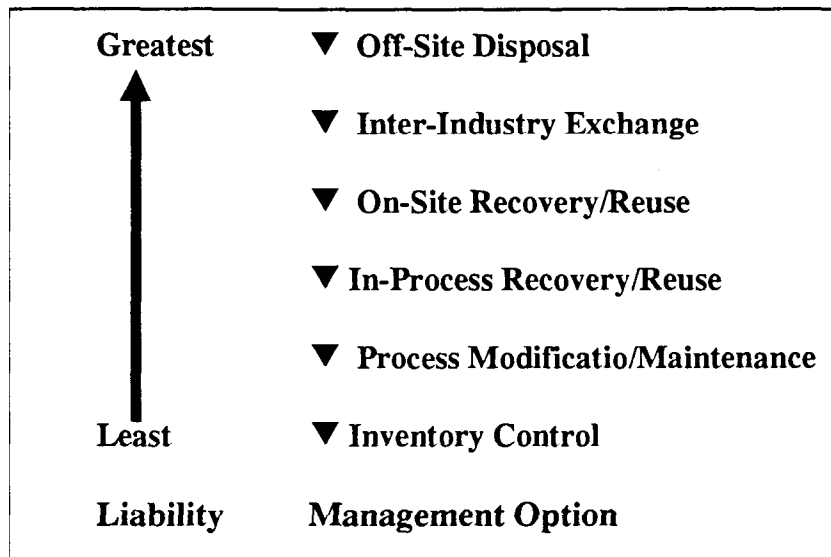 Greatest ▼ Off-Site Disposal
▼ Inter-Industry Exchange
▼ On-Site Recovery/Reuse
▼ In-Process Recovery/Reuse
▼ Process Modificatio/Maintenance
Least ▼ Inventory Control
Liability Management Option